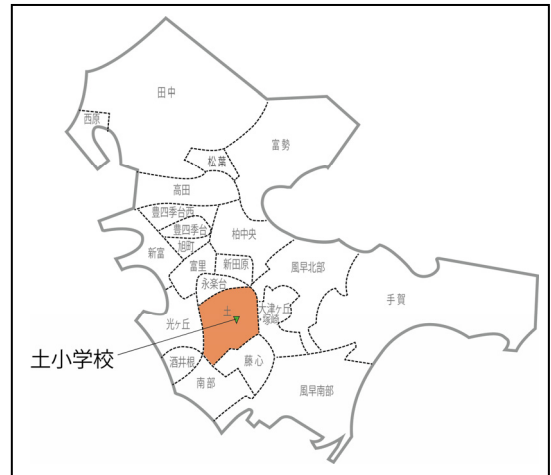 田中
西原
富勢
松葉
高田
豊四季台西
豊四季台
柏中央
旭町
新富
富里
新田原
風早北部
永楽台
手賀
土
大津ヶ丘
塚崎
光ヶ丘
土小学校
酒井根
藤心
南部
風早南部